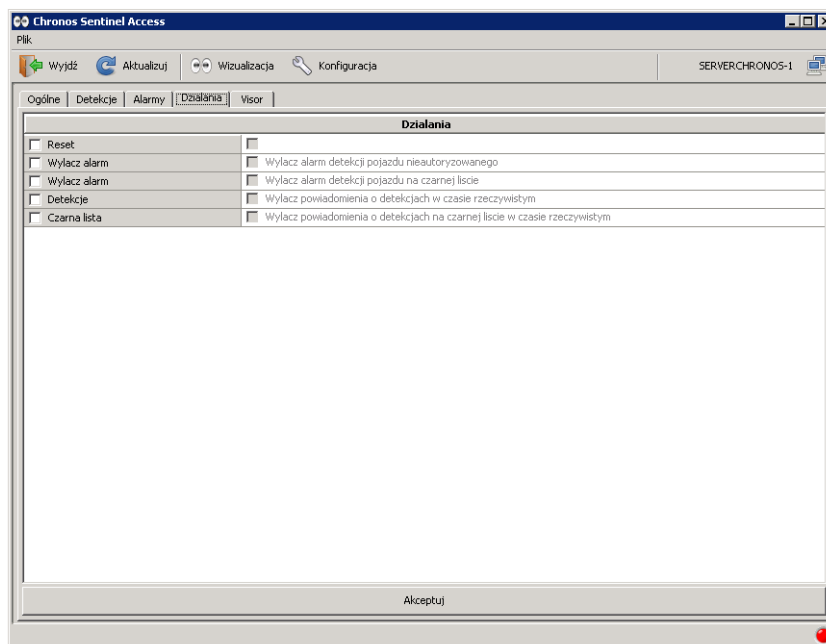 Chronos Sentinel Access
Plik
Wyjdź Aktualizuj Wizualizacja Konfiguracja SERVERCHRONOS-1
Ogólne Detekcje Alarmy Działania Visor
Dzialania
Reset
Wylacz alarm Wylacz alarm detekcji pojazdu nieautoryzowanego
Wylacz alarm Wylacz alarm detekcji pojazdu na czarnej liscie
Detekcje Wylacz powiadomienia o detekcjach w czasie rzeczywistym
Czarna lista Wylacz powiadomienia o detekcjach na czarnej liscie w czasie rzeczywistym
Akceptuj